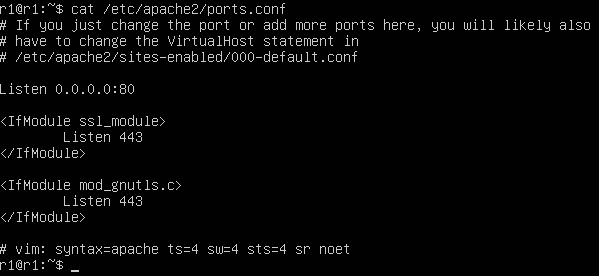 r1@r1:~$ cat /etc/apache2/ports.conf
# If you just change the port or add more ports here, you will likely also
# have to change the VirtualHost statement in
# /etc/apache2/sites-enabled/000-default.conf

Listen 0.0.0.0:80

<IfModule ssl_module>
        Listen 443
</IfModule>

<IfModule mod_gnutls.c>
        Listen 443
</IfModule>

# vim: syntax=apache ts=4 sw=4 sts=4 sr noet
r1@r1:~$ _